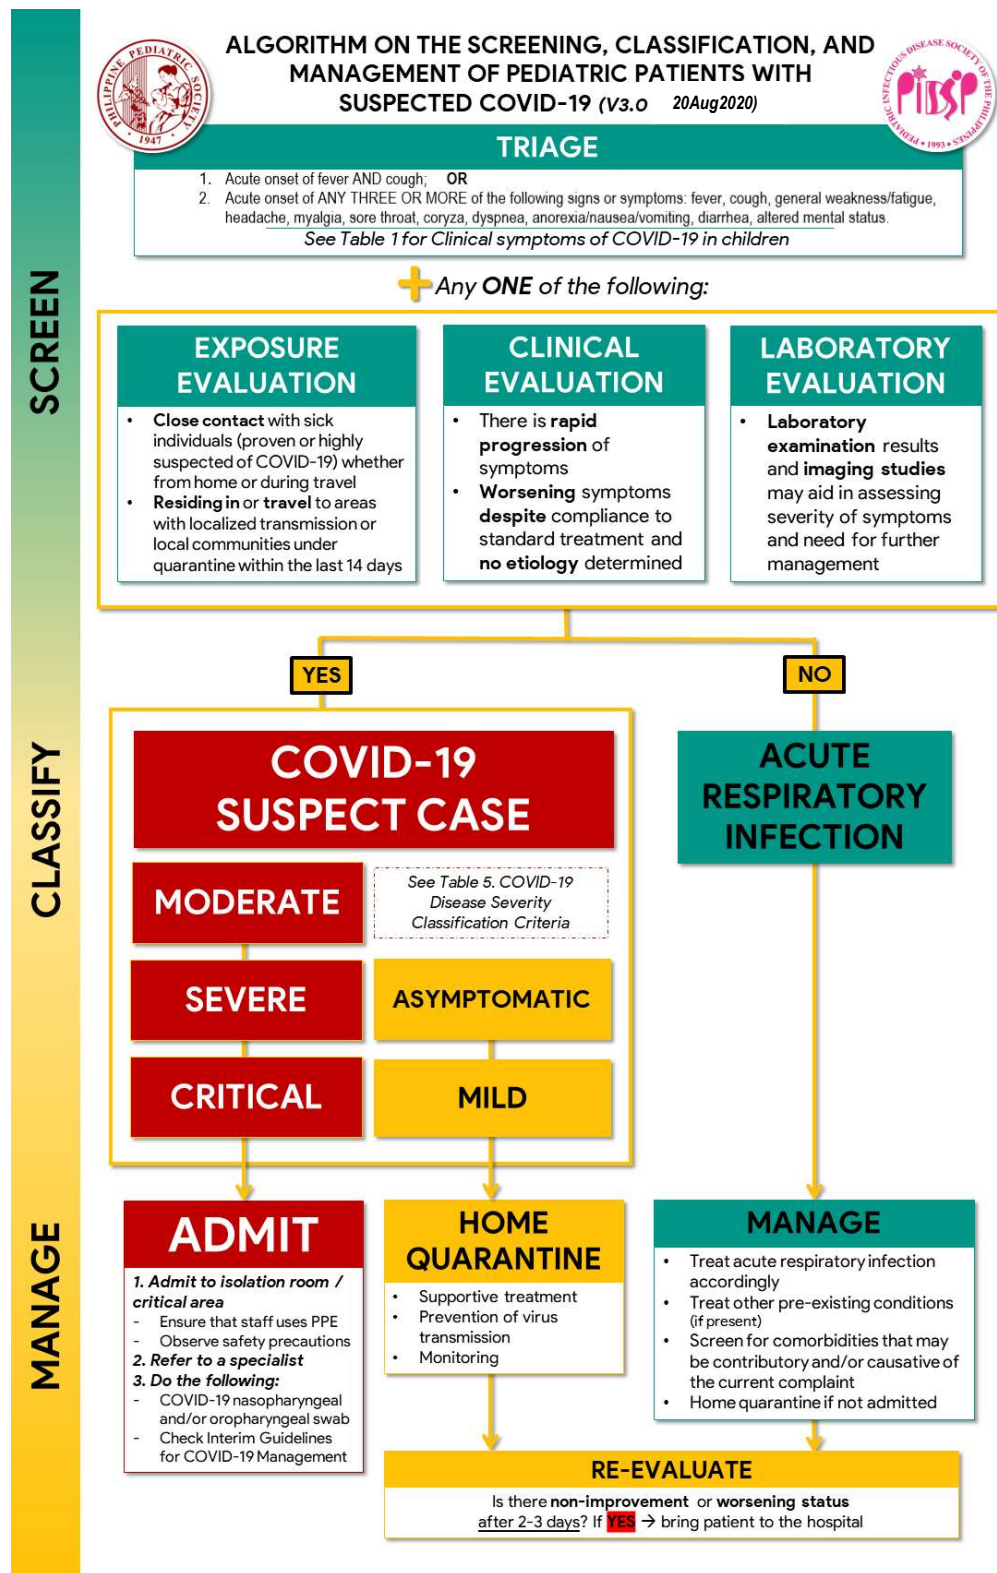 ALGORITHM ON THE SCREENING, CLASSIFICATION, AND
MANAGEMENT OF PEDIATRIC PATIENTS WITH
SUSPECTED COVID-19 (V3.0 20Aug2020)
PHILIPPINE PEDIATRIC SOCIETY
1947
PEDIATRIC INFECTIOUS DISEASE SOCIETY OF THE PHILIPPINES
PIDSP
1993
TRIAGE
1. Acute onset of fever AND cough; OR
2. Acute onset of ANY THREE OR MORE of the following signs or symptoms: fever, cough, general weakness/fatigue,
headache, myalgia, sore throat, coryza, dyspnea, anorexia/nausea/vomiting, diarrhea, altered mental status.
See Table 1 for Clinical symptoms of COVID-19 in children
+ Any ONE of the following:
SCREEN
EXPOSURE
EVALUATION
• Close contact with sick
individuals (proven or highly
suspected of COVID-19) whether
from home or during travel
• Residing in or travel to areas
with localized transmission or
local communities under
quarantine within the last 14 days
CLINICAL
EVALUATION
• There is rapid
progression of
symptoms
• Worsening symptoms
despite compliance to
standard treatment and
no etiology determined
LABORATORY
EVALUATION
• Laboratory
examination results
and imaging studies
may aid in assessing
severity of symptoms
and need for further
management
YES
NO
CLASSIFY
COVID-19
SUSPECT CASE
MODERATE
See Table 5. COVID-19
Disease Severity
Classification Criteria
SEVERE
ASYMPTOMATIC
CRITICAL
MILD
ACUTE
RESPIRATORY
INFECTION
MANAGE
ADMIT
1. Admit to isolation room /
critical area
- Ensure that staff uses PPE
- Observe safety precautions
2. Refer to a specialist
3. Do the following:
- COVID-19 nasopharyngeal
and/or oropharyngeal swab
- Check Interim Guidelines
for COVID-19 Management
HOME
QUARANTINE
• Supportive treatment
• Prevention of virus
transmission
• Monitoring
MANAGE
• Treat acute respiratory infection
accordingly
• Treat other pre-existing conditions
(if present)
• Screen for comorbidities that may
be contributory and/or causative of
the current complaint
• Home quarantine if not admitted
RE-EVALUATE
Is there non-improvement or worsening status
after 2-3 days? If YES → bring patient to the hospital